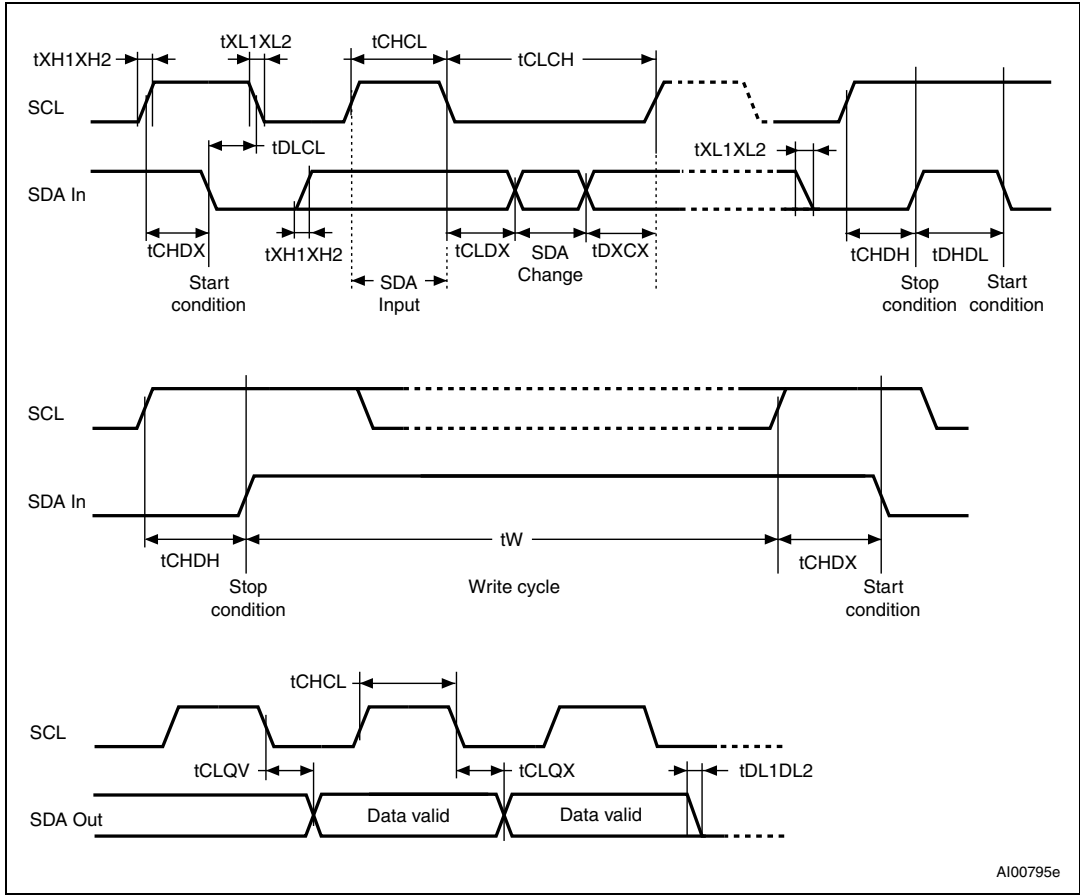 tXH1XH2
tXL1XL2
tCHCL
tCLCH
SCL
tDLCL
tXL1XL2
SDA In
tCHDX
tXH1XH2
tCLDX
SDA
Change
tDXCX
tCHDH
tDHDL
Start
condition
SDA
Input
Stop
condition
Start
condition
SCL
SDA In
tCHDH
tW
tCHDX
Stop
condition
Write cycle
Start
condition
tCHCL
SCL
tCLQV
tCLQX
tDL1DL2
SDA Out
Data valid
Data valid
AI00795e